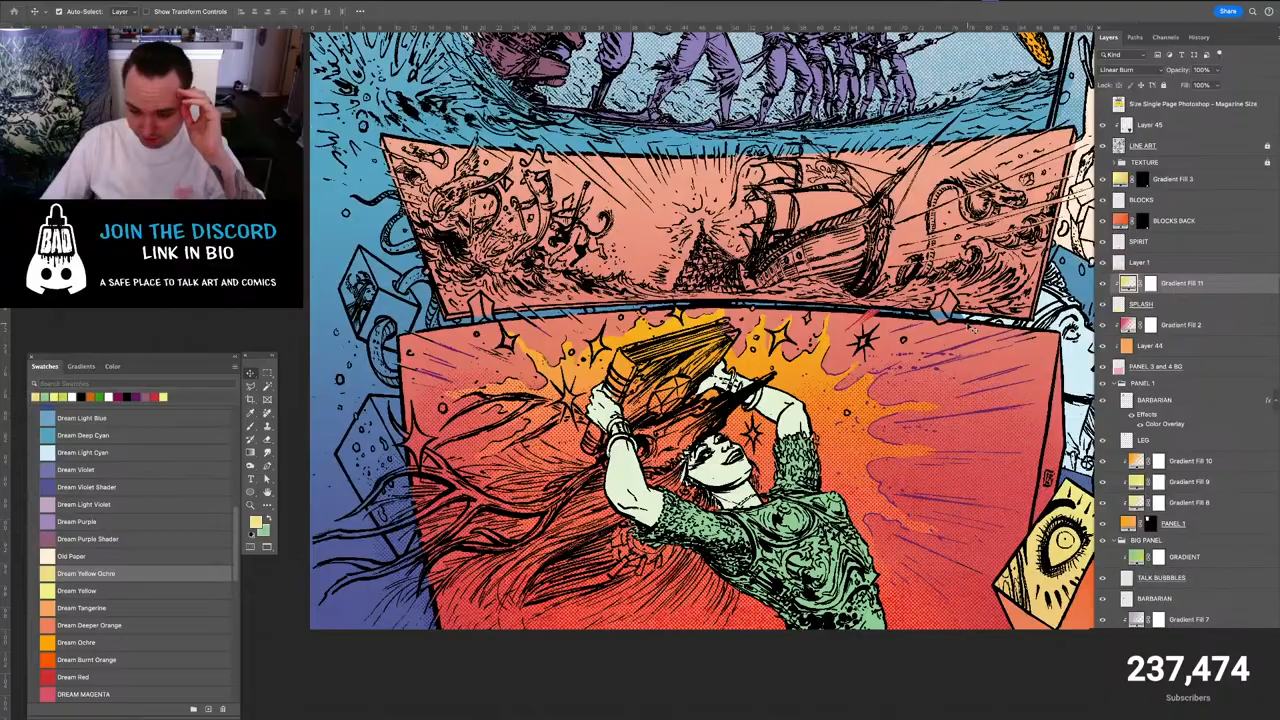 Auto-Select:
Layer
Show Transform Controls
Share
BAD
JOIN THE DISCORD
LINK IN BIO
A SAFE PLACE TO TALK ART AND COMICS
Swatches
Gradients
Color
Search Swatches
Dream Light Blue
Dream Deep Cyan
Dream Light Cyan
Dream Violet
Dream Violet Shader
Dream Light Violet
Dream Purple
Dream Purple Shader
Old Paper
Dream Yellow Ochre
Dream Yellow
Dream Tangerine
Dream Deeper Orange
Dream Ochre
Dream Burnt Orange
Dream Red
DREAM MAGENTA
Layers
Paths
Channels
History
Kind
Linear Burn
Opacity: 100%
Lock:
Fill: 100%
Size Single Page Photoshop - Magazine Size
Layer 45
LINE ART
TEXTURE
Gradient Fill 3
BLOCKS
BLOCKS BACK
SPIRIT
Layer 1
Gradient Fill 11
SPLASH
Gradient Fill 2
Layer 44
PANEL 3 and 4 BG
PANEL 1
BARBARIAN
Effects
Color Overlay
LEG
Gradient Fill 10
Gradient Fill 9
Gradient Fill 8
PANEL 1
BIG PANEL
GRADIENT
TALK BUBBBLES
BARBARIAN
Gradient Fill 7
237,474
Subscribers